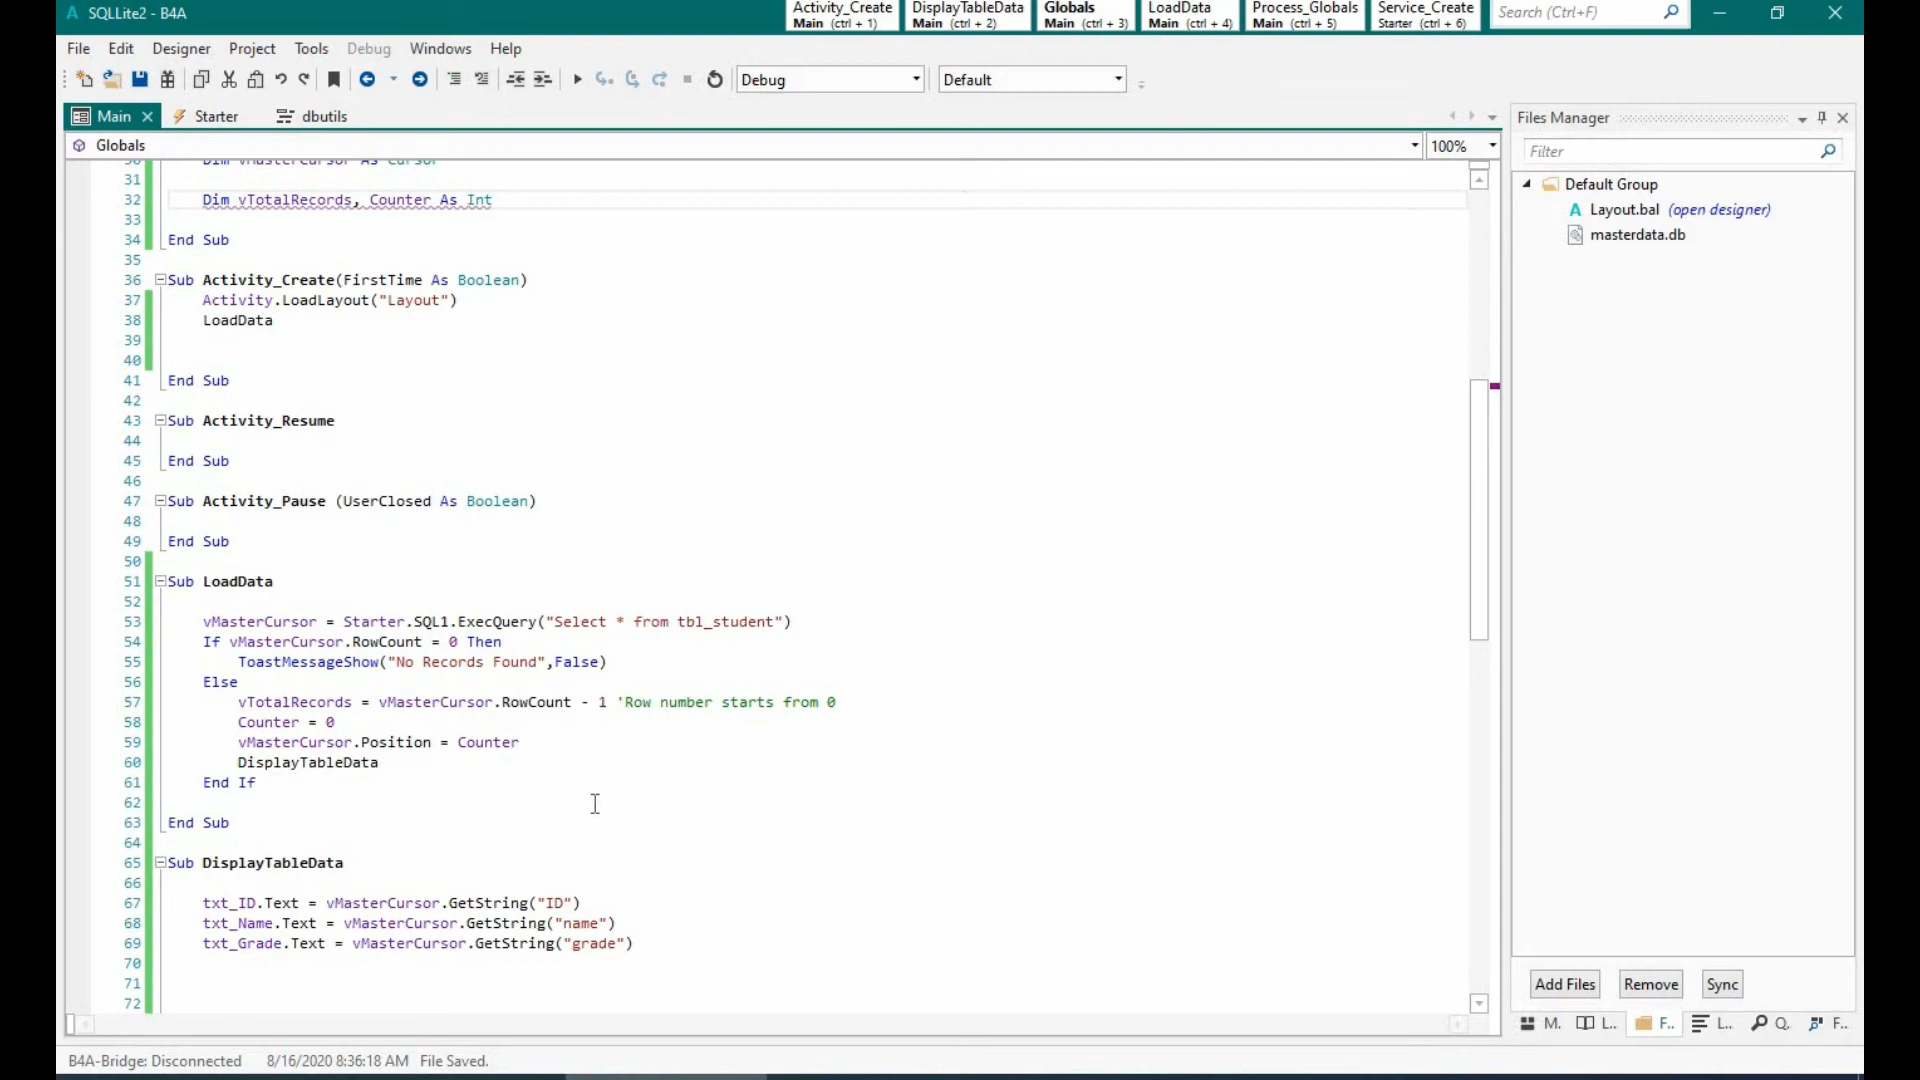 SQLLite2 - B4A
Activity_Create DisplayTableData Globals LoadData Process_Globals Service_Create
Main (ctrl + 1) Main (ctrl + 2) Main (ctrl + 3) Main (ctrl + 4) Main (ctrl + 5) Starter (ctrl + 6)
Search (Ctrl+F)
File Edit Designer Project Tools Debug Windows Help
Debug Default
Main Starter dbutils
Globals 100%
30 Dim vMasterCursor As Cursor
31
32 Dim vTotalRecords, Counter As Int
33
34 End Sub
35
36 Sub Activity_Create(FirstTime As Boolean)
37 Activity.LoadLayout("Layout")
38 LoadData
39
40
41 End Sub
42
43 Sub Activity_Resume
44
45 End Sub
46
47 Sub Activity_Pause (UserClosed As Boolean)
48
49 End Sub
50
51 Sub LoadData
52
53 vMasterCursor = Starter.SQL1.ExecQuery("Select * from tbl_student")
54 If vMasterCursor.RowCount = 0 Then
55 ToastMessageShow("No Records Found",False)
56 Else
57 vTotalRecords = vMasterCursor.RowCount - 1 'Row number starts from 0
58 Counter = 0
59 vMasterCursor.Position = Counter
60 DisplayTableData
61 End If
62
63 End Sub
64
65 Sub DisplayTableData
66
67 txt_ID.Text = vMasterCursor.GetString("ID")
68 txt_Name.Text = vMasterCursor.GetString("name")
69 txt_Grade.Text = vMasterCursor.GetString("grade")
70
71
72
Files Manager
Filter
Default Group
Layout.bal (open designer)
masterdata.db
Add Files Remove Sync
M. L.. F.. L.. Q. F..
B4A-Bridge: Disconnected 8/16/2020 8:36:18 AM File Saved.